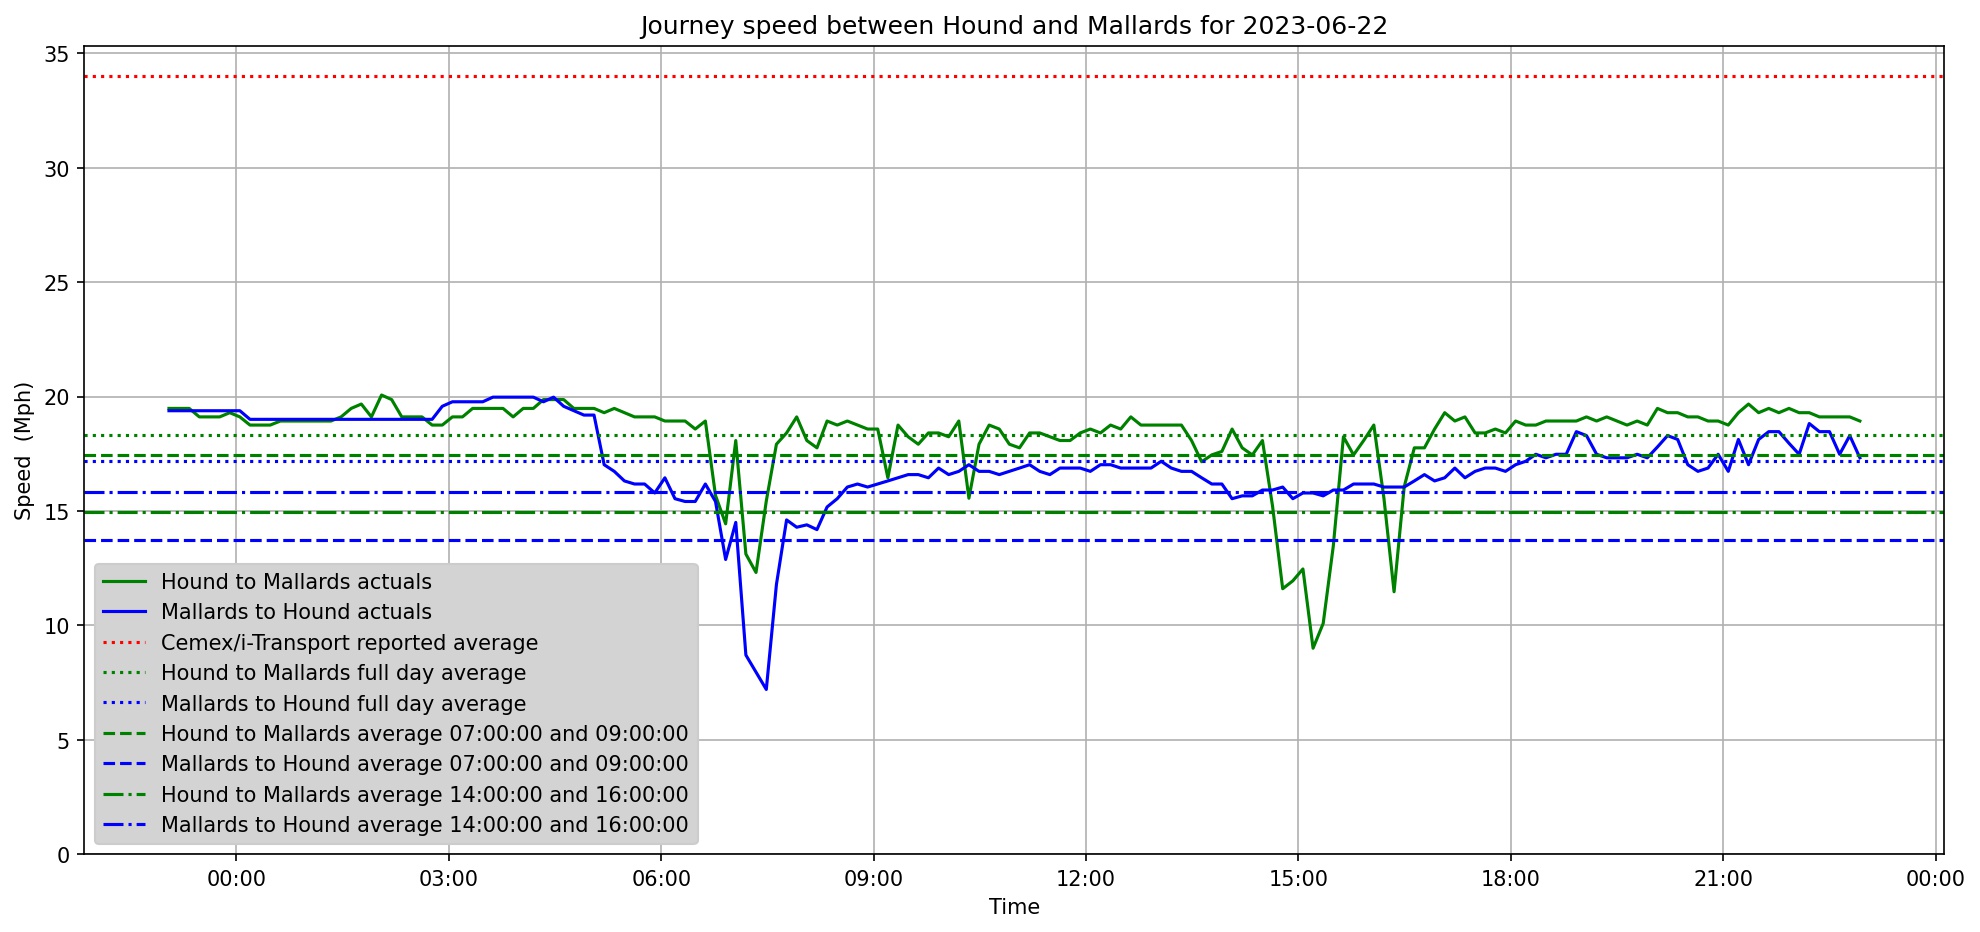 Journey speed between Hound and Mallards for 2023-06-22
35
30
25
20
15
10
5
0
Speed (Mph)
Hound to Mallards actuals
Mallards to Hound actuals
Cemex/i-Transport reported average
Hound to Mallards full day average
Mallards to Hound full day average
Hound to Mallards average 07:00:00 and 09:00:00
Mallards to Hound average 07:00:00 and 09:00:00
Hound to Mallards average 14:00:00 and 16:00:00
Mallards to Hound average 14:00:00 and 16:00:00
00:00 03:00 06:00 09:00 12:00 15:00 18:00 21:00 00:00
Time